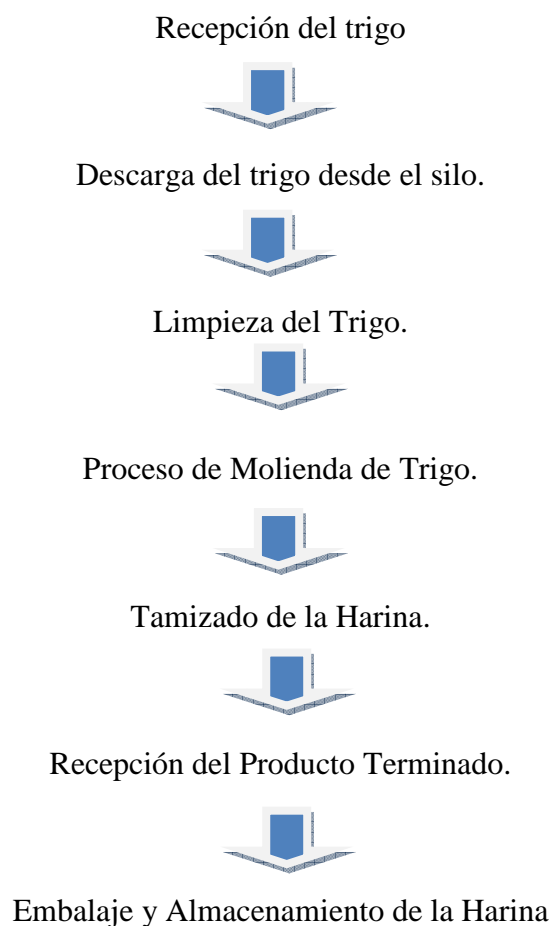 Recepción del trigo
Descarga del trigo desde el silo.
Limpieza del Trigo.
Proceso de Molienda de Trigo.
Tamizado de la Harina.
Recepción del Producto Terminado.
Embalaje y Almacenamiento de la Harina